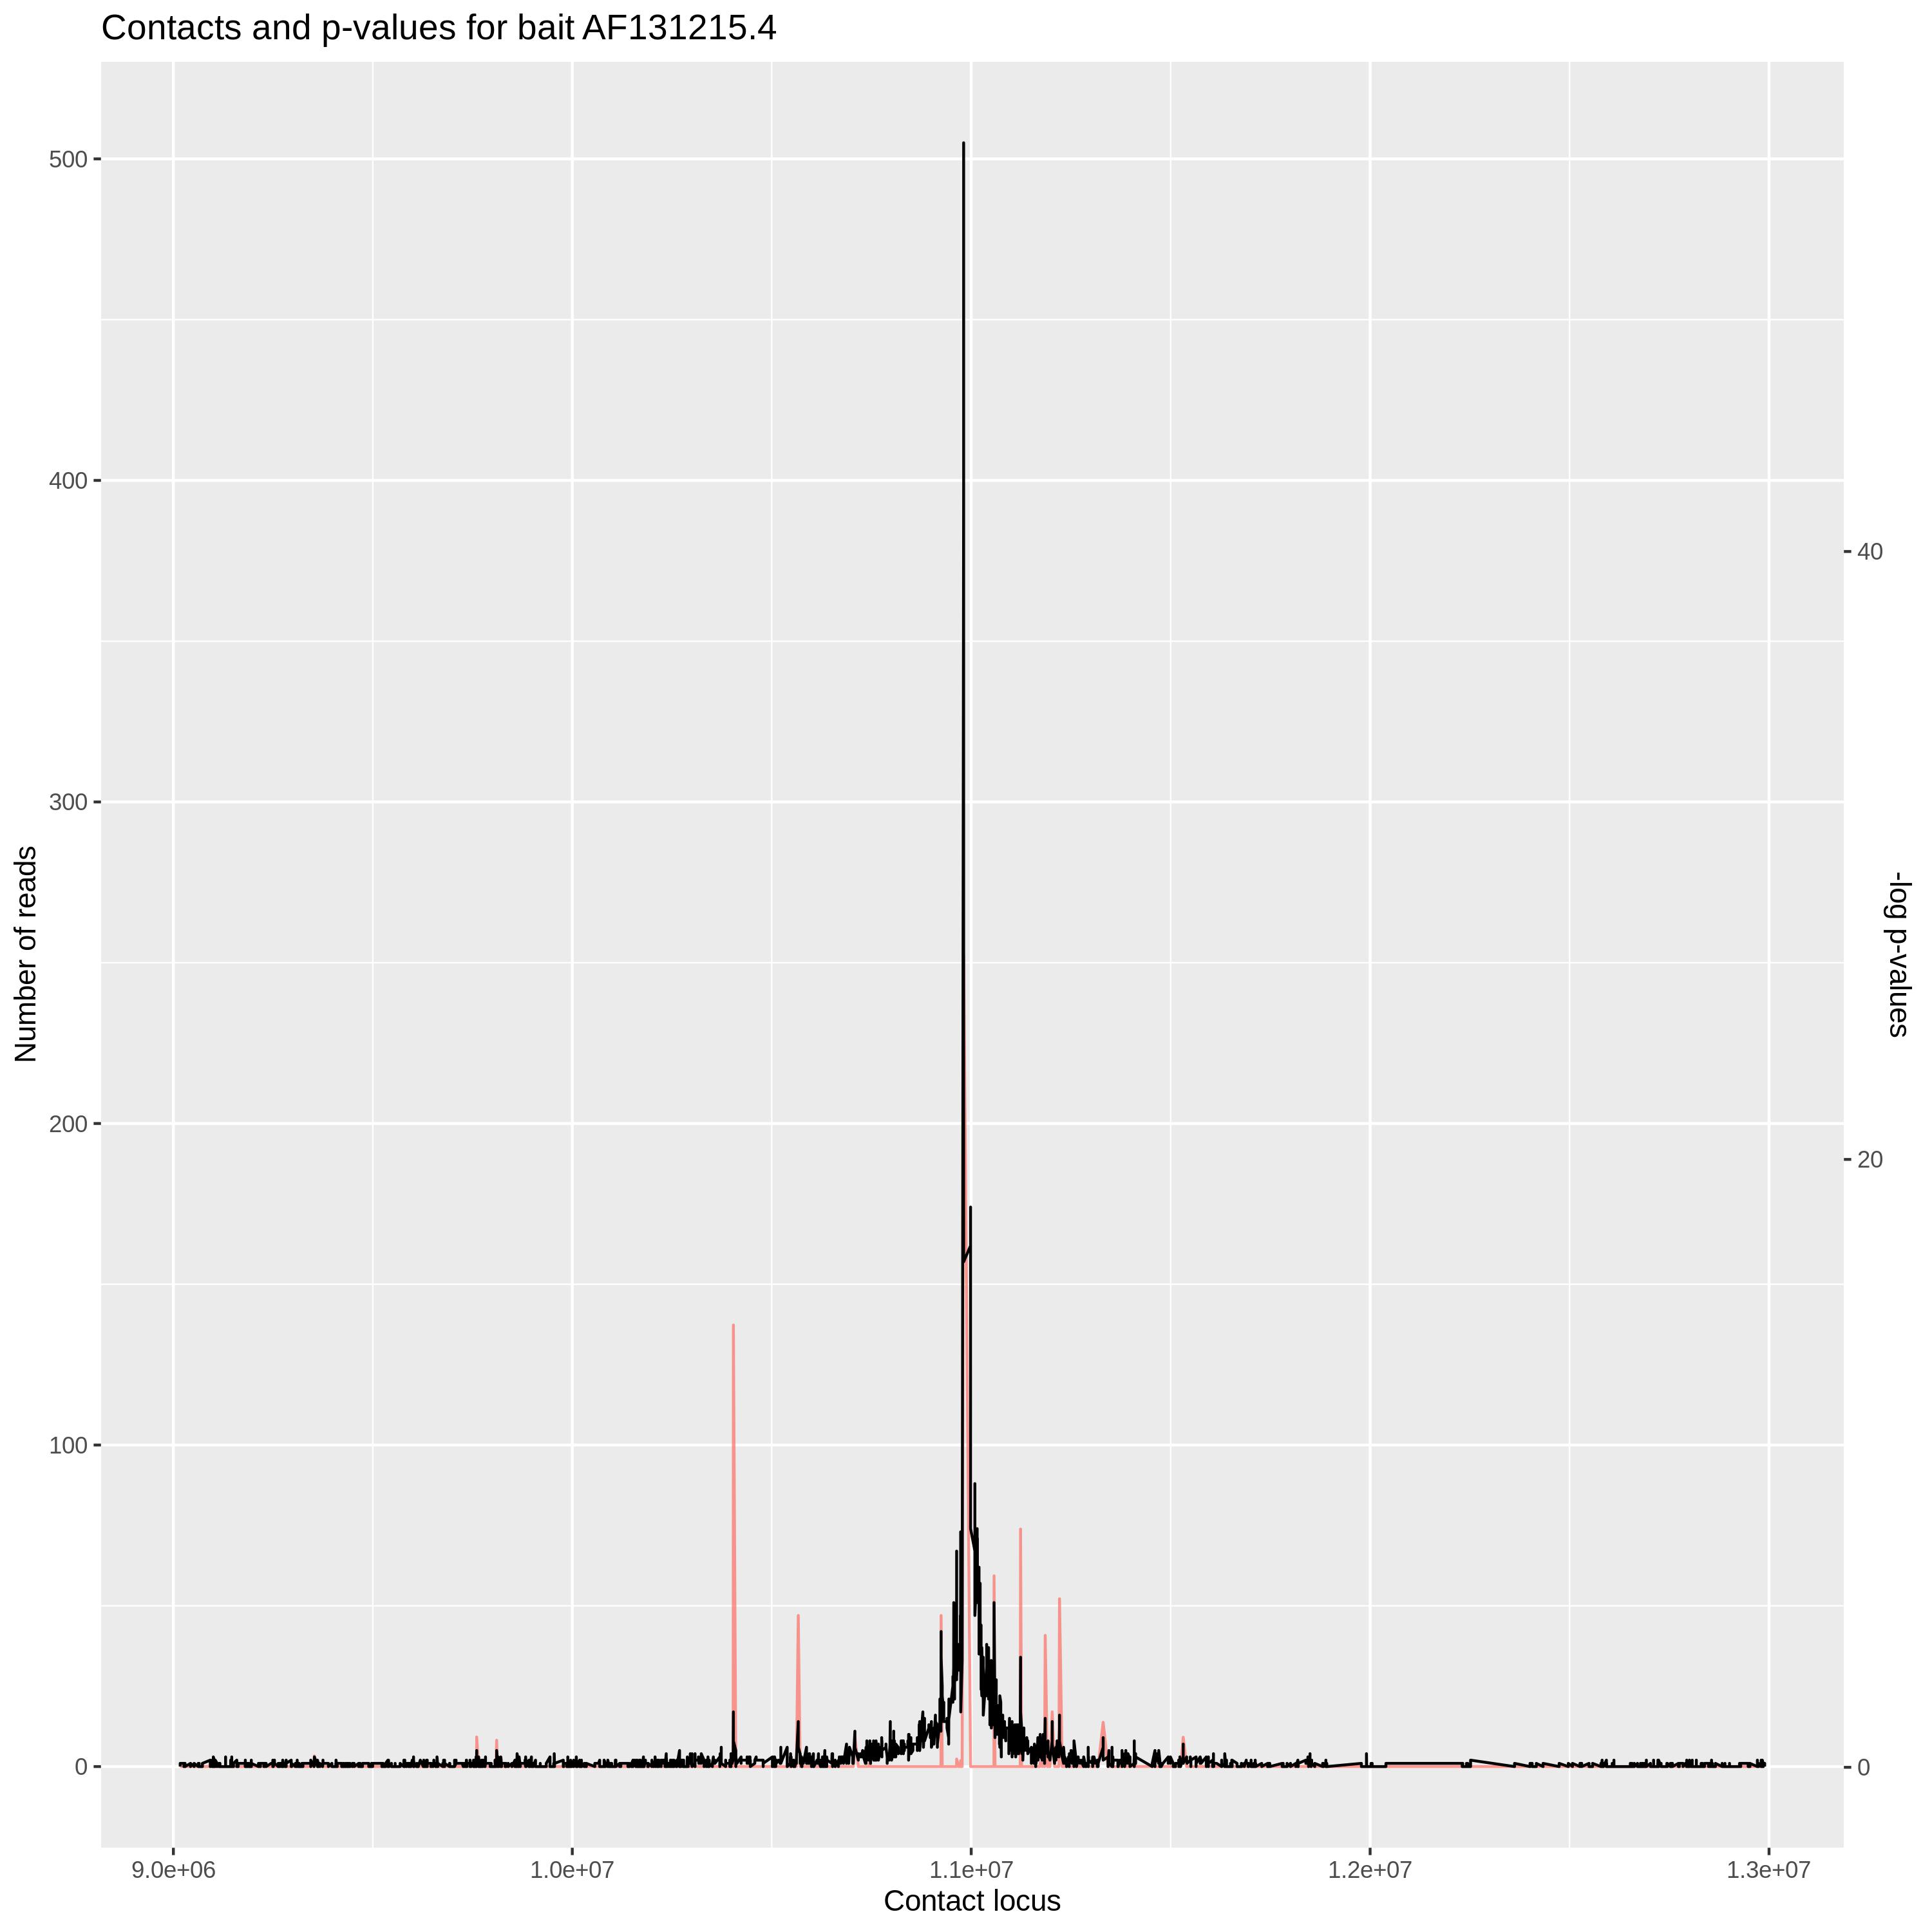 Contacts and p-values for bait AF131215.4
500
400
300
200
100
0
Number of reads
40
20
0
-log p-values
9.0e+06
1.0e+07
1.1e+07
1.2e+07
1.3e+07
Contact locus